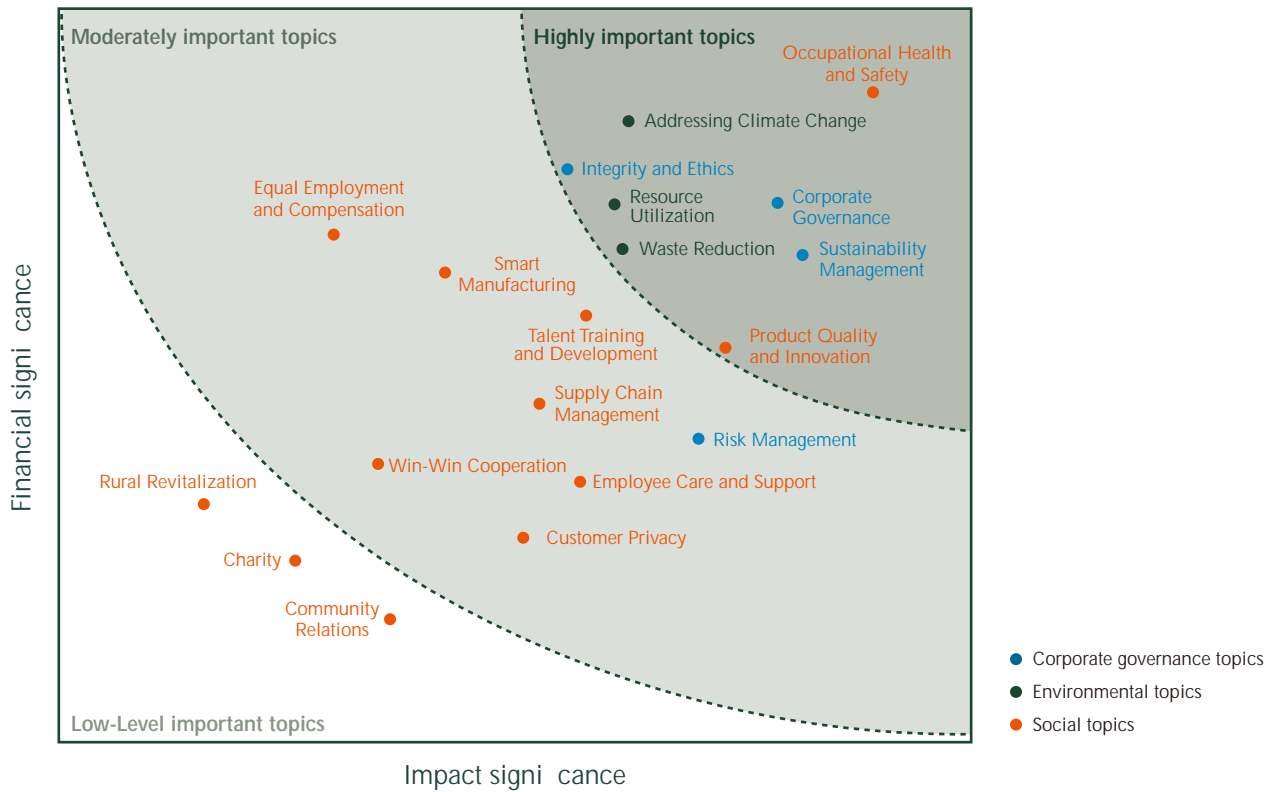 Moderately important topics
Highly important topics
Occupational Health
and Safety
Addressing Climate Change
Integrity and Ethics
Equal Employment
and Compensation
Resource
Utilization
Corporate
Governance
Waste Reduction
Sustainability
Management
Smart
Manufacturing
Talent Training
and Development
Product Quality
and Innovation
Supply Chain
Management
Risk Management
Win-Win Cooperation
Employee Care and Support
Rural Revitalization
Customer Privacy
Charity
Community
Relations
Low-Level important topics
Financial signi cance
Impact signi cance
Corporate governance topics
Environmental topics
Social topics